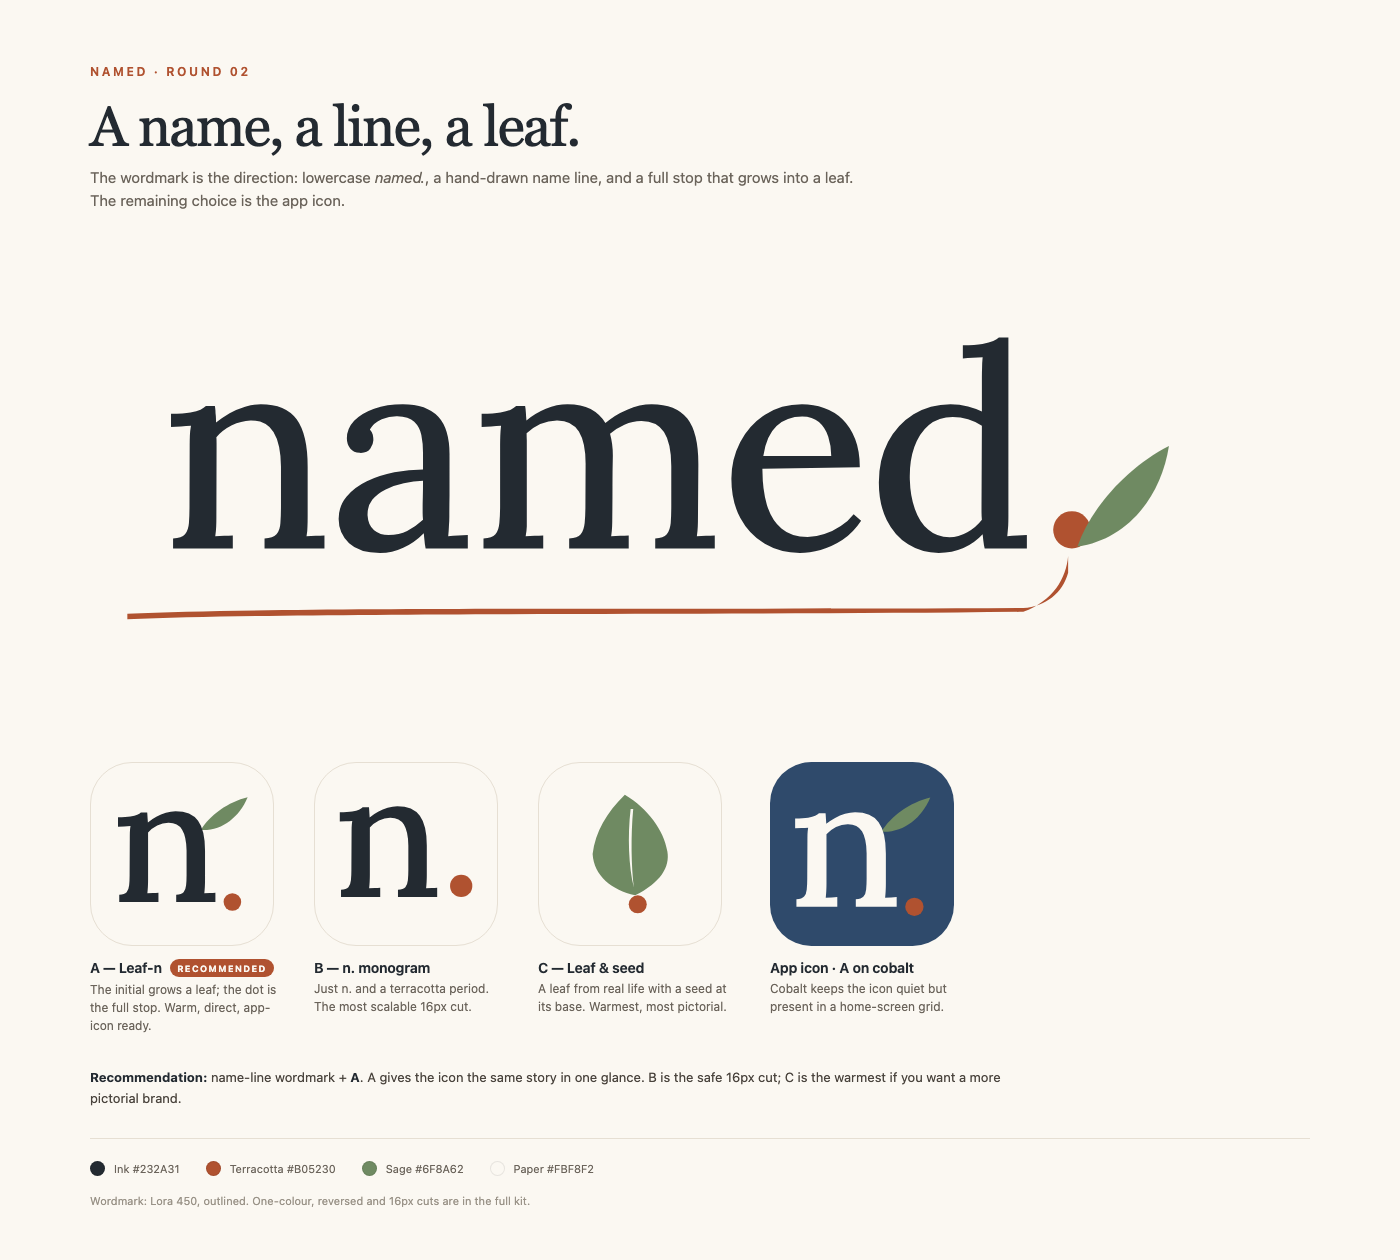 NAMED · ROUND 02
A name, a line, a leaf.
The wordmark is the direction: lowercase named., a hand-drawn name line, and a full stop that grows into a leaf.
The remaining choice is the app icon.
named.
n.
n.
n.
A — Leaf-n RECOMMENDED
The initial grows a leaf; the dot is
the full stop. Warm, direct, app-
icon ready.
B — n. monogram
Just n. and a terracotta period.
The most scalable 16px cut.
C — Leaf & seed
A leaf from real life with a seed at
its base. Warmest, most pictorial.
App icon · A on cobalt
Cobalt keeps the icon quiet but
present in a home-screen grid.
Recommendation: name-line wordmark + A. A gives the icon the same story in one glance. B is the safe 16px cut; C is the warmest if you want a more
pictorial brand.
Ink #232A31 Terracotta #B05230 Sage #6F8A62 Paper #FBF8F2
Wordmark: Lora 450, outlined. One-colour, reversed and 16px cuts are in the full kit.